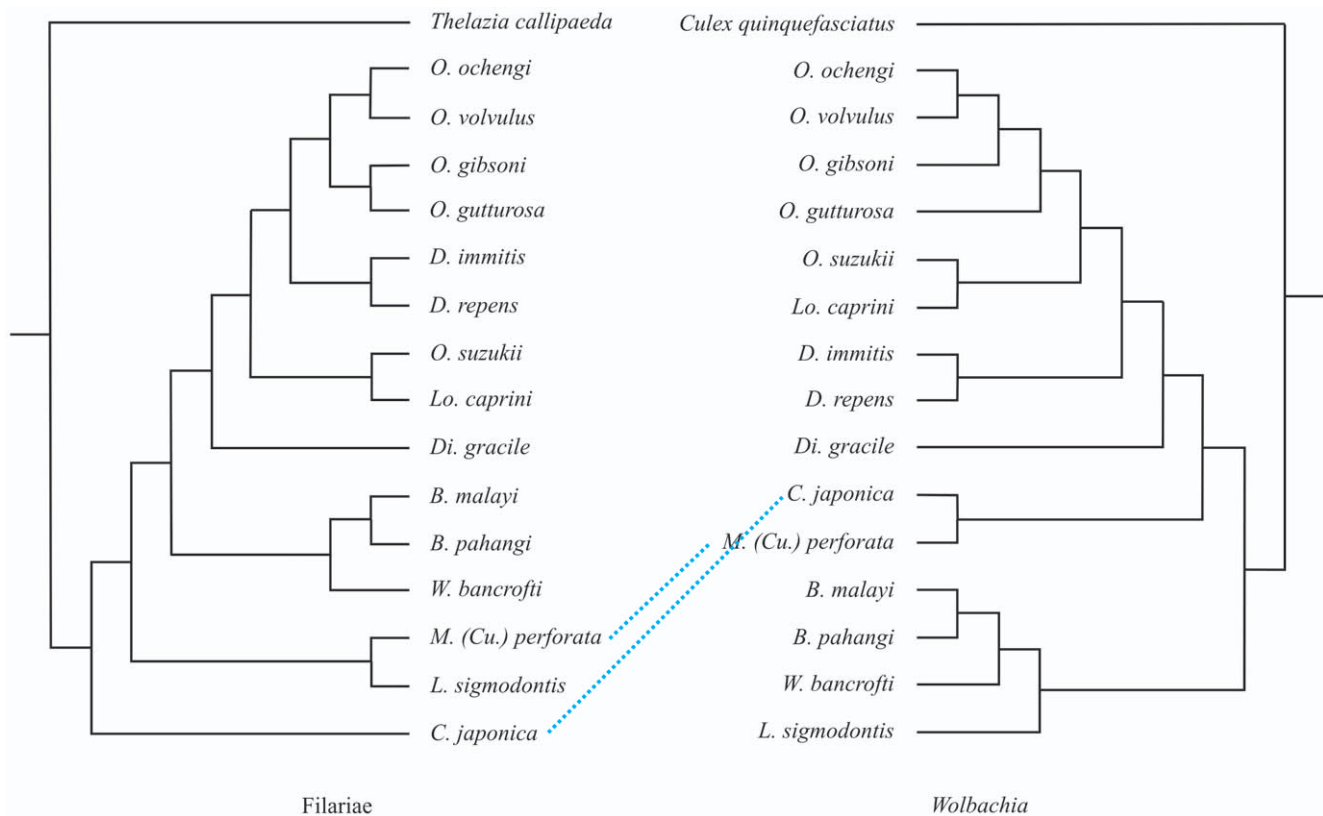 Thelazia callipaeda
O. ochengi
O. volvulus
O. gibsoni
O. gutturosa
D. immitis
D. repens
O. suzukii
Lo. caprini
Di. gracile
B. malayi
B. pahangi
W. bancrofti
M. (Cu.) perforata
L. sigmodontis
C. japonica
Filariae
Culex quinquefasciatus
O. ochengi
O. volvulus
O. gibsoni
O. gutturosa
O. suzukii
Lo. caprini
D. immitis
D. repens
Di. gracile
C. japonica
M. (Cu.) perforata
B. malayi
B. pahangi
W. bancrofti
L. sigmodontis
Wolbachia